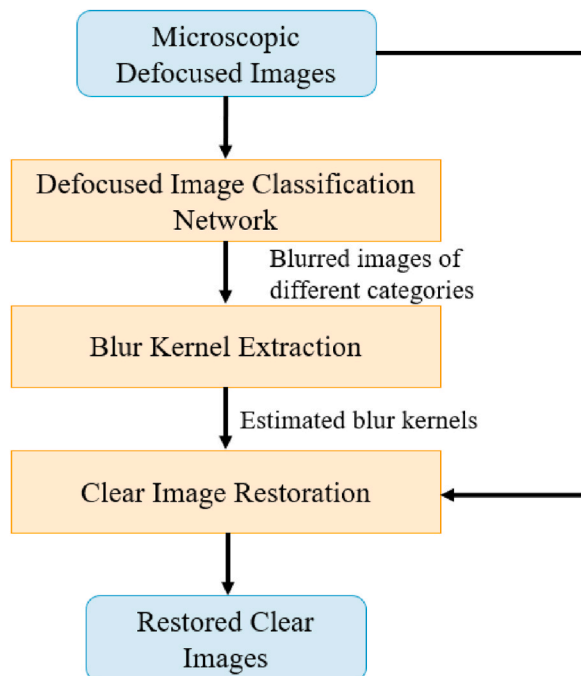 Microscopic
Defocused Images
Defocused Image Classification
Network
Blurred images of
different categories
Blur Kernel Extraction
Estimated blur kernels
Clear Image Restoration
Restored Clear
Images